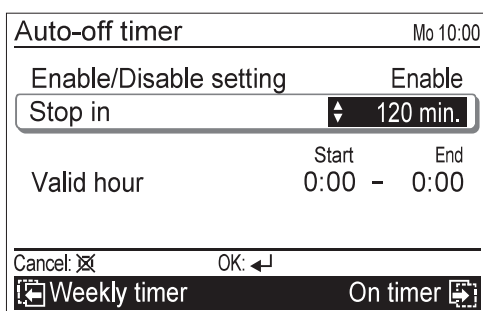 Auto-off timer Mo 10:00
Enable/Disable setting Enable
Stop in 120 min.
Start End
Valid hour 0:00 – 0:00
Cancel: OK:
Weekly timer On timer